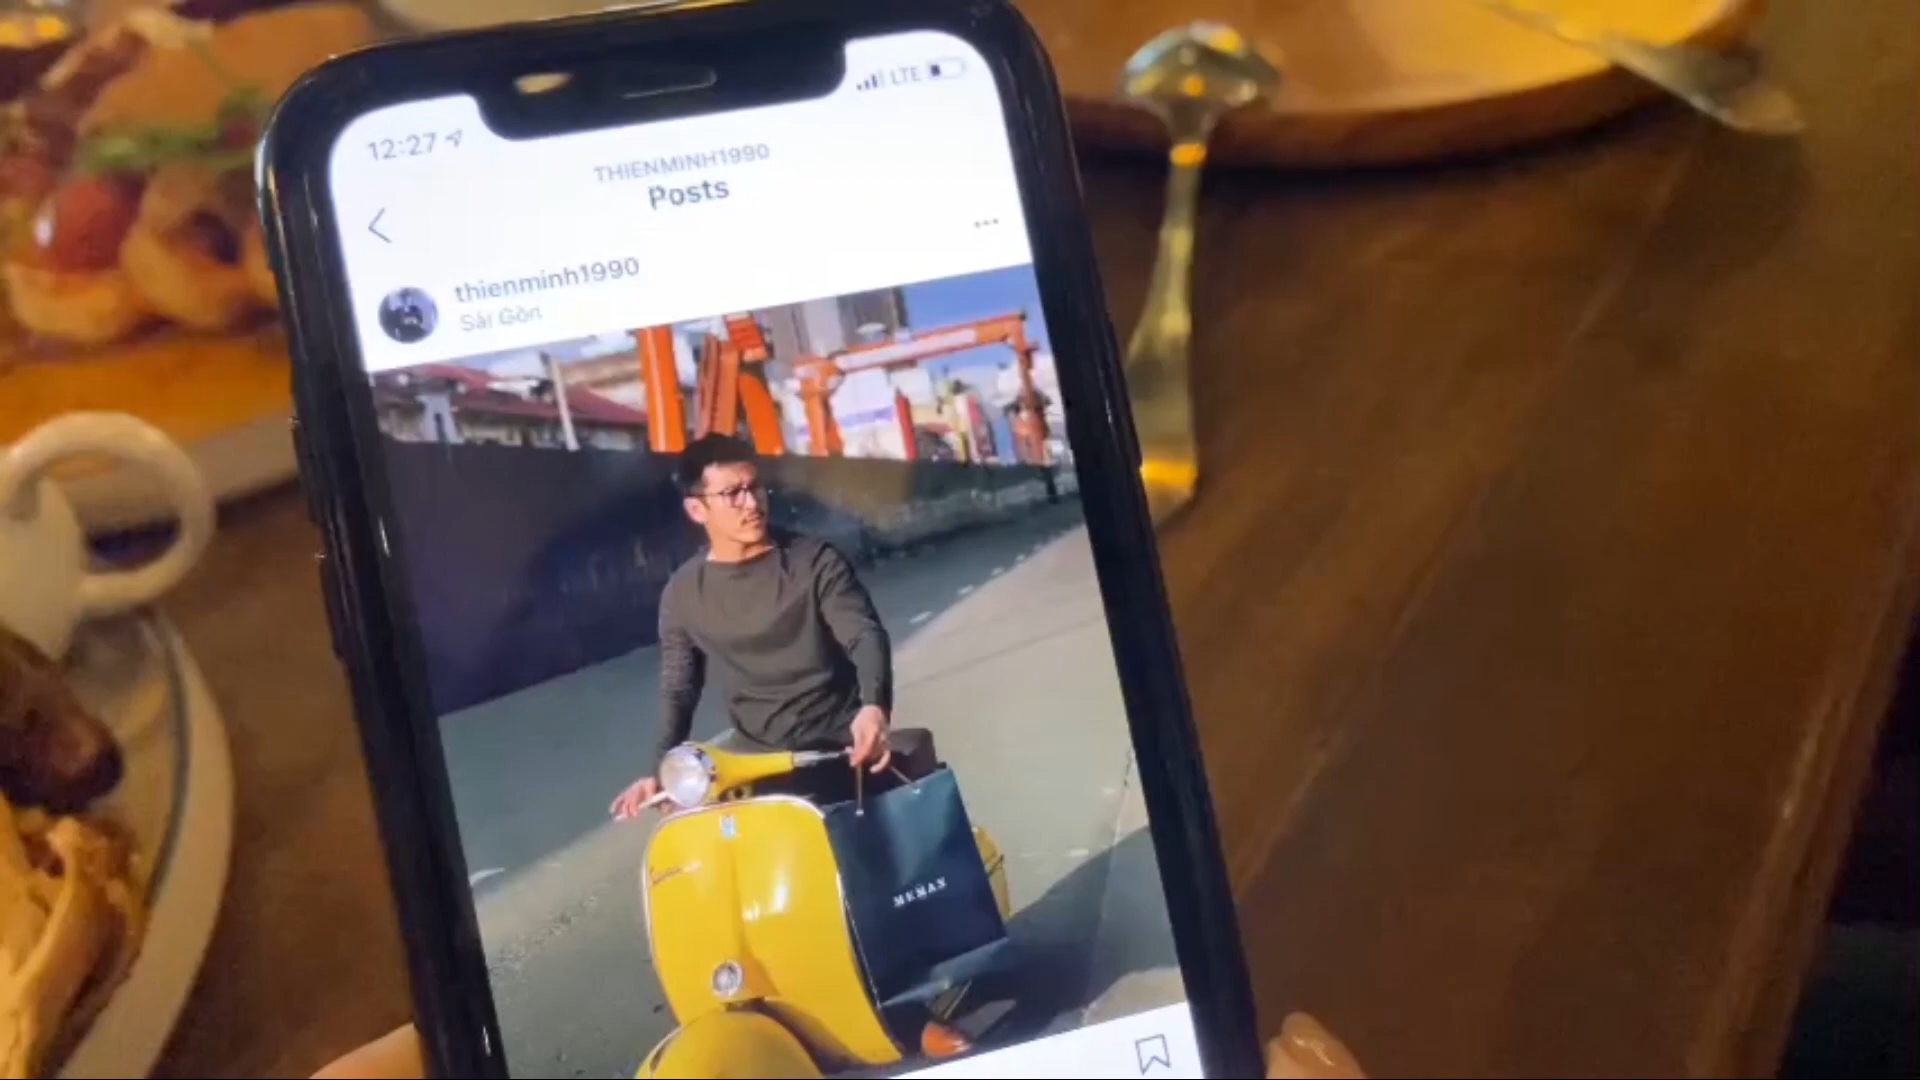 12:27
LTE
THIENMINH1990
Posts
thienminh1990
Sài Gòn
MENAX